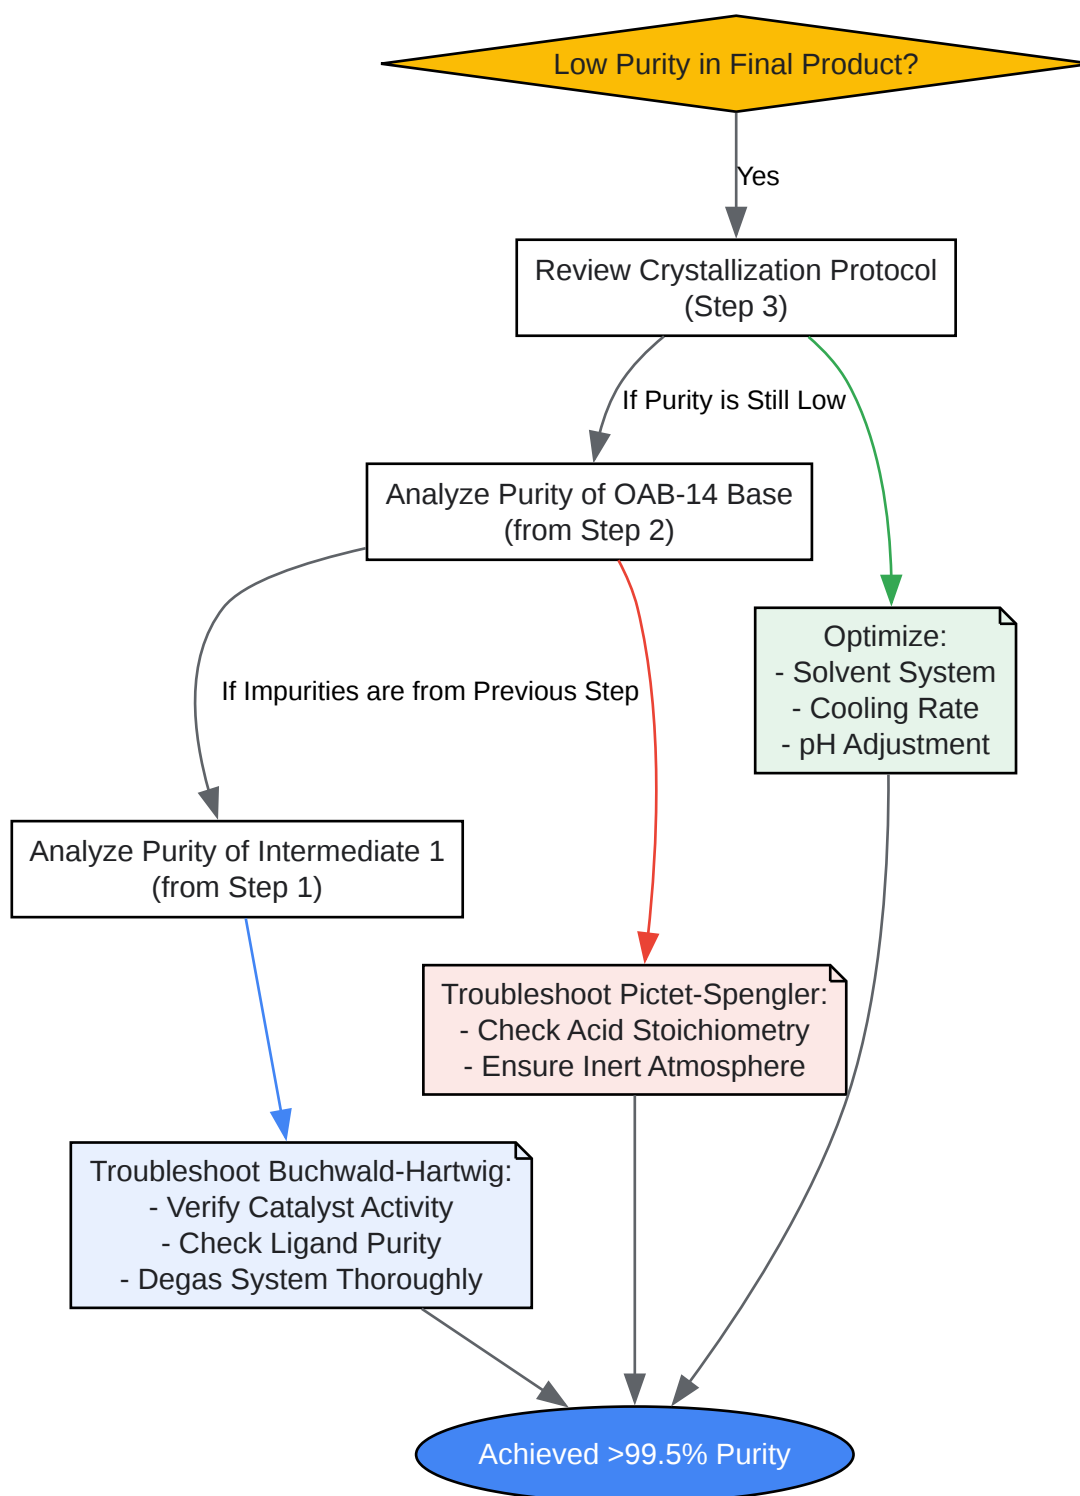 Low Purity in Final Product?
Yes
Review Crystallization Protocol
(Step 3)
If Purity is Still Low
Analyze Purity of OAB-14 Base
(from Step 2)
Optimize:
- Solvent System
- Cooling Rate
- pH Adjustment
If Impurities are from Previous Step
Analyze Purity of Intermediate 1
(from Step 1)
Troubleshoot Pictet-Spengler:
- Check Acid Stoichiometry
- Ensure Inert Atmosphere
Troubleshoot Buchwald-Hartwig:
- Verify Catalyst Activity
- Check Ligand Purity
- Degas System Thoroughly
Achieved >99.5% Purity